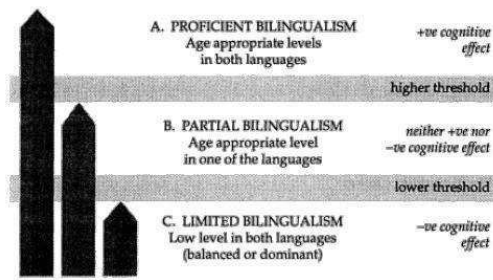 A. PROFICIENT BILINGUALISM
Age appropriate levels
in both languages
+ve cognitive
effect
higher threshold
B. PARTIAL BILINGUALISM
Age appropriate level
in one of the languages
neither +ve nor
–ve cognitive effect
lower threshold
C. LIMITED BILINGUALISM
Low level in both languages
(balanced or dominant)
–ve cognitive
effect